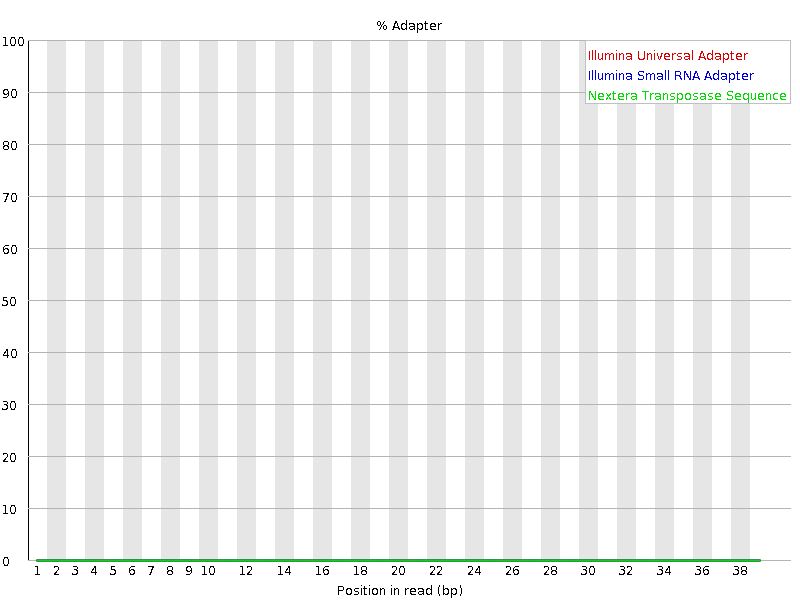 % Adapter
100
90
80
70
60
50
40
30
20
10
0
Illumina Universal Adapter
Illumina Small RNA Adapter
Nextera Transposase Sequence
1 2 3 4 5 6 7 8 9 10 12 14 16 18 20 22 24 26 28 30 32 34 36 38
Position in read (bp)